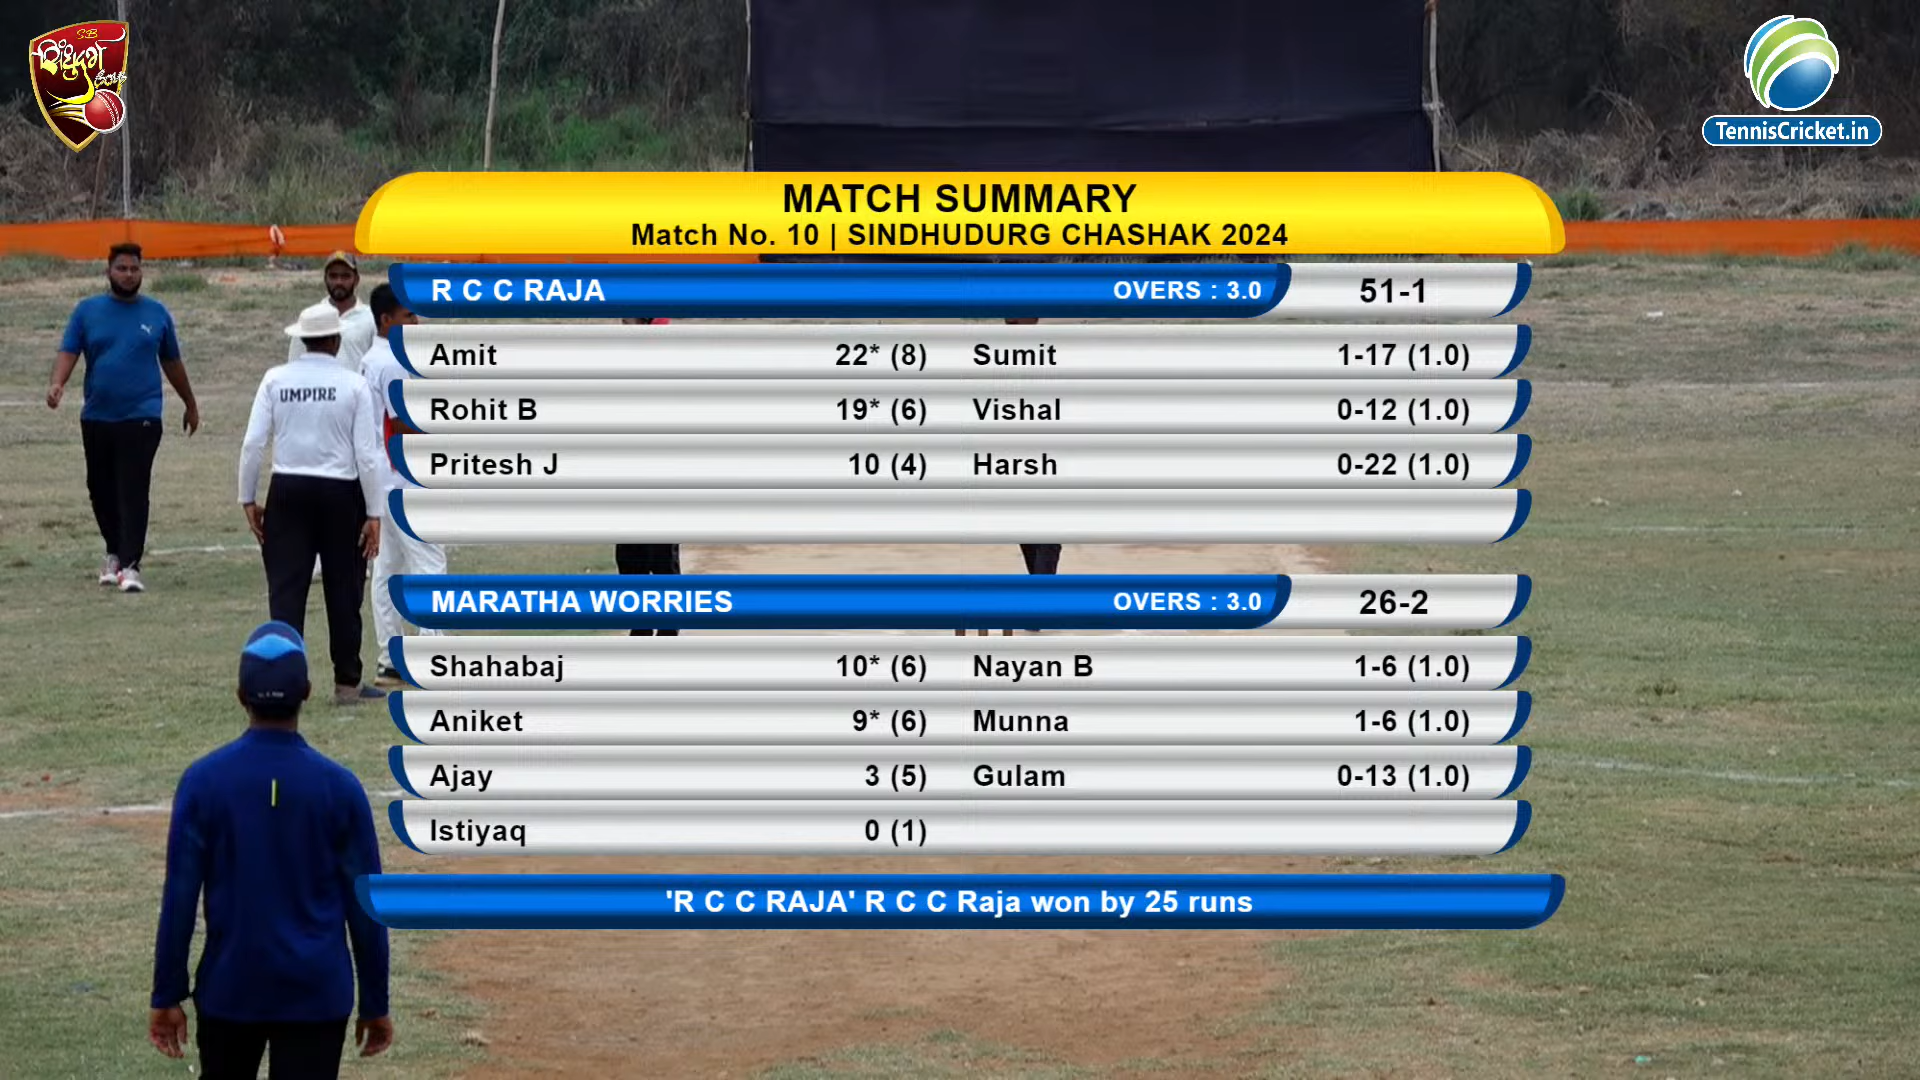 SB
सिंधुदुर्ग
TennisCricket.in
MATCH SUMMARY
Match No. 10 | SINDHUDURG CHASHAK 2024
R C C RAJA OVERS : 3.0 51-1
Amit 22* (8) Sumit 1-17 (1.0)
Rohit B 19* (6) Vishal 0-12 (1.0)
Pritesh J 10 (4) Harsh 0-22 (1.0)
MARATHA WORRIES OVERS : 3.0 26-2
Shahabaj 10* (6) Nayan B 1-6 (1.0)
Aniket 9* (6) Munna 1-6 (1.0)
Ajay 3 (5) Gulam 0-13 (1.0)
Istiyaq 0 (1)
'R C C RAJA' R C C Raja won by 25 runs
UMPIRE